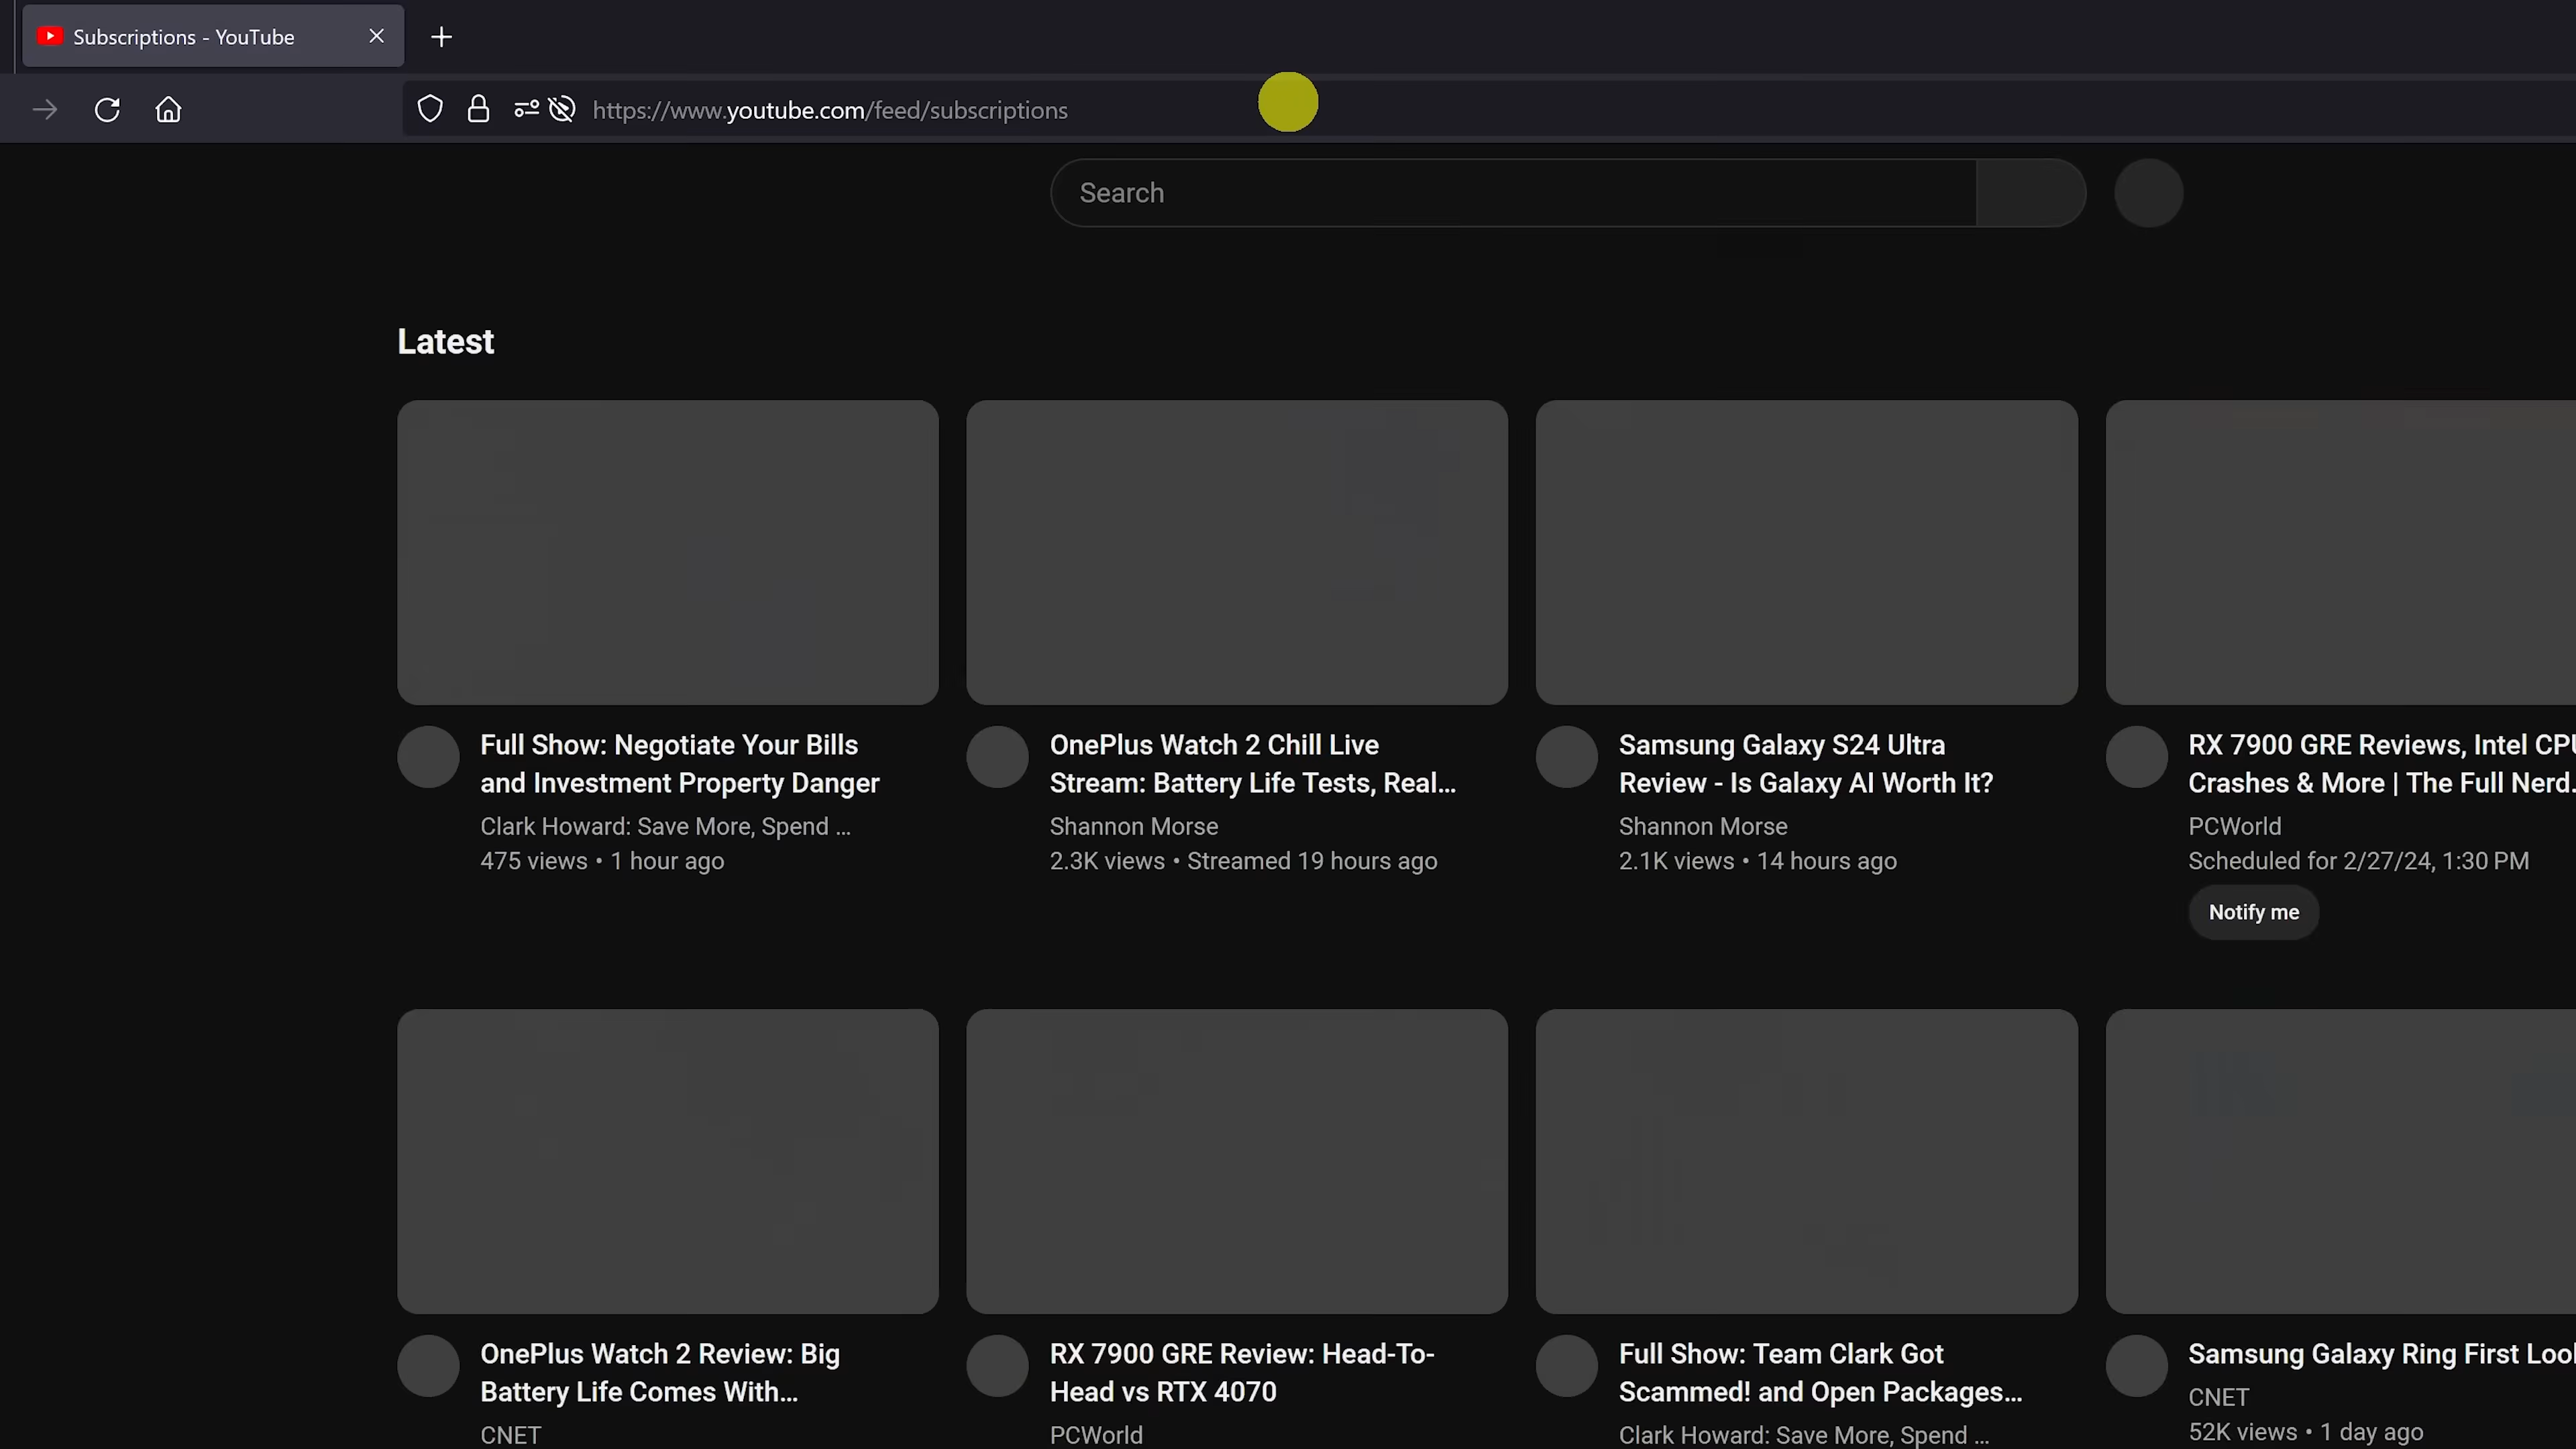 Subscriptions - YouTube
https://www.youtube.com/feed/subscriptions
Search
Latest
Full Show: Negotiate Your Bills
and Investment Property Danger
Clark Howard: Save More, Spend ...
475 views • 1 hour ago
OnePlus Watch 2 Chill Live
Stream: Battery Life Tests, Real...
Shannon Morse
2.3K views • Streamed 19 hours ago
Samsung Galaxy S24 Ultra
Review - Is Galaxy AI Worth It?
Shannon Morse
2.1K views • 14 hours ago
RX 7900 GRE Reviews, Intel CPU
Crashes & More | The Full Nerd.
PCWorld
Scheduled for 2/27/24, 1:30 PM
Notify me
OnePlus Watch 2 Review: Big
Battery Life Comes With...
CNET
RX 7900 GRE Review: Head-To-
Head vs RTX 4070
PCWorld
Full Show: Team Clark Got
Scammed! and Open Packages...
Clark Howard: Save More, Spend ...
Samsung Galaxy Ring First Look
CNET
52K views • 1 day ago